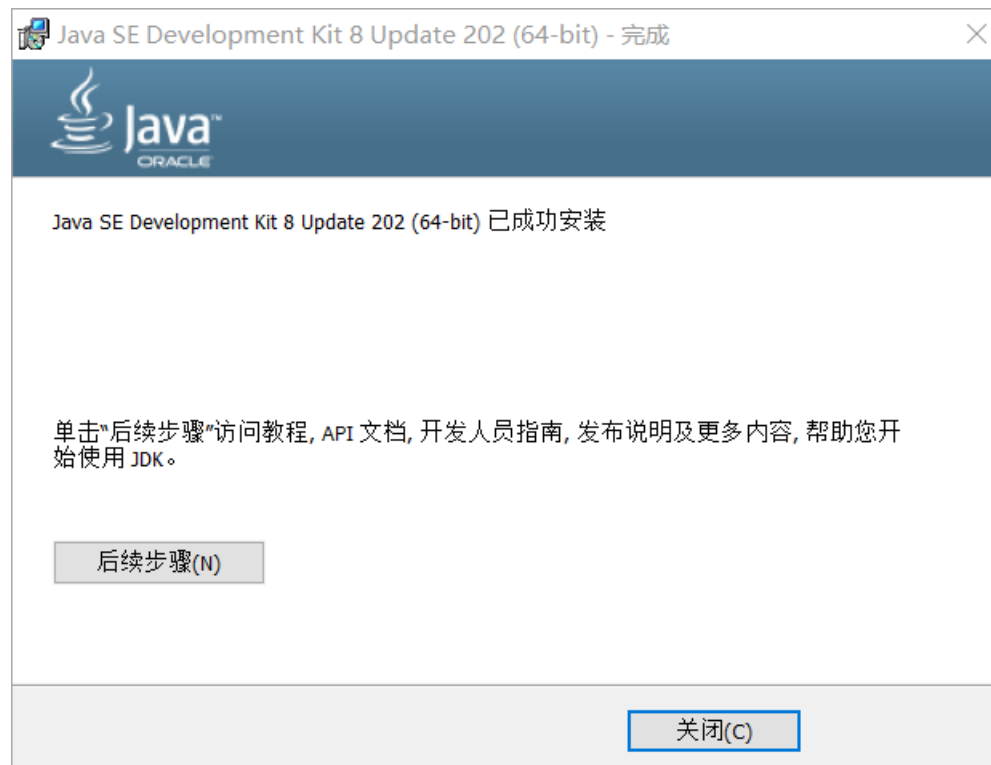 Java SE Development Kit 8 Update 202 (64-bit) - 完成
Java™
ORACLE
Java SE Development Kit 8 Update 202 (64-bit) 已成功安装
单击“后续步骤”访问教程, API 文档, 开发人员指南, 发布说明及更多内容, 帮助您开
始使用 JDK。
后续步骤(N)
关闭(C)